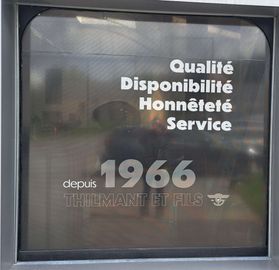 Qualité
Disponibilité
Honnêteté
Service
depuis 1966
THILMANT ET FILS